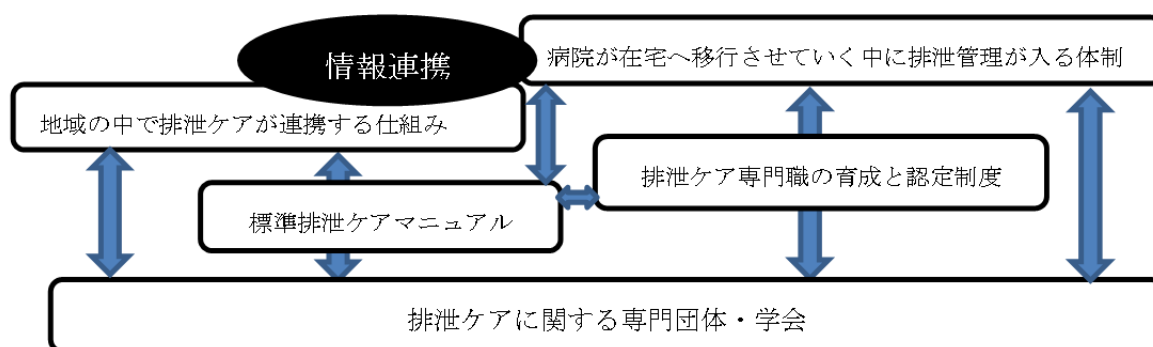 情報連携
病院が在宅へ移行させていく中に排泄管理が入る体制
地域の中で排泄ケアが連携する仕組み
排泄ケア専門職の育成と認定制度
標準排泄ケアマニュアル
排泄ケアに関する専門団体・学会